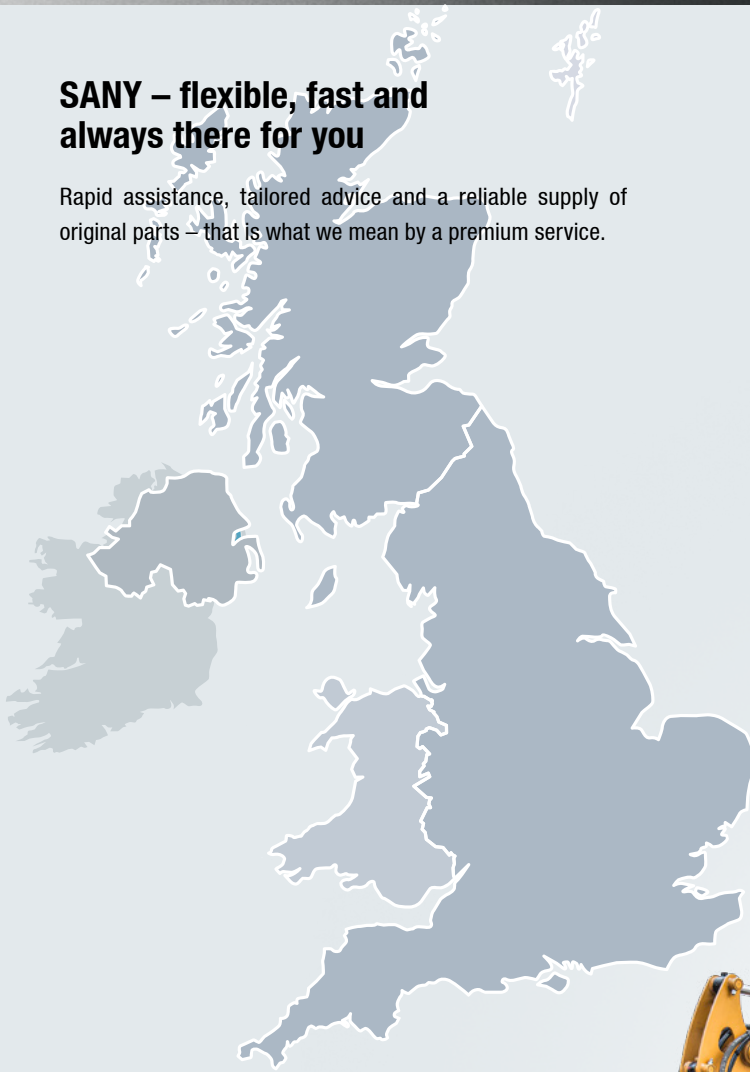 SANY – flexible, fast and
always there for you
Rapid assistance, tailored advice and a reliable supply of
original parts – that is what we mean by a premium service.